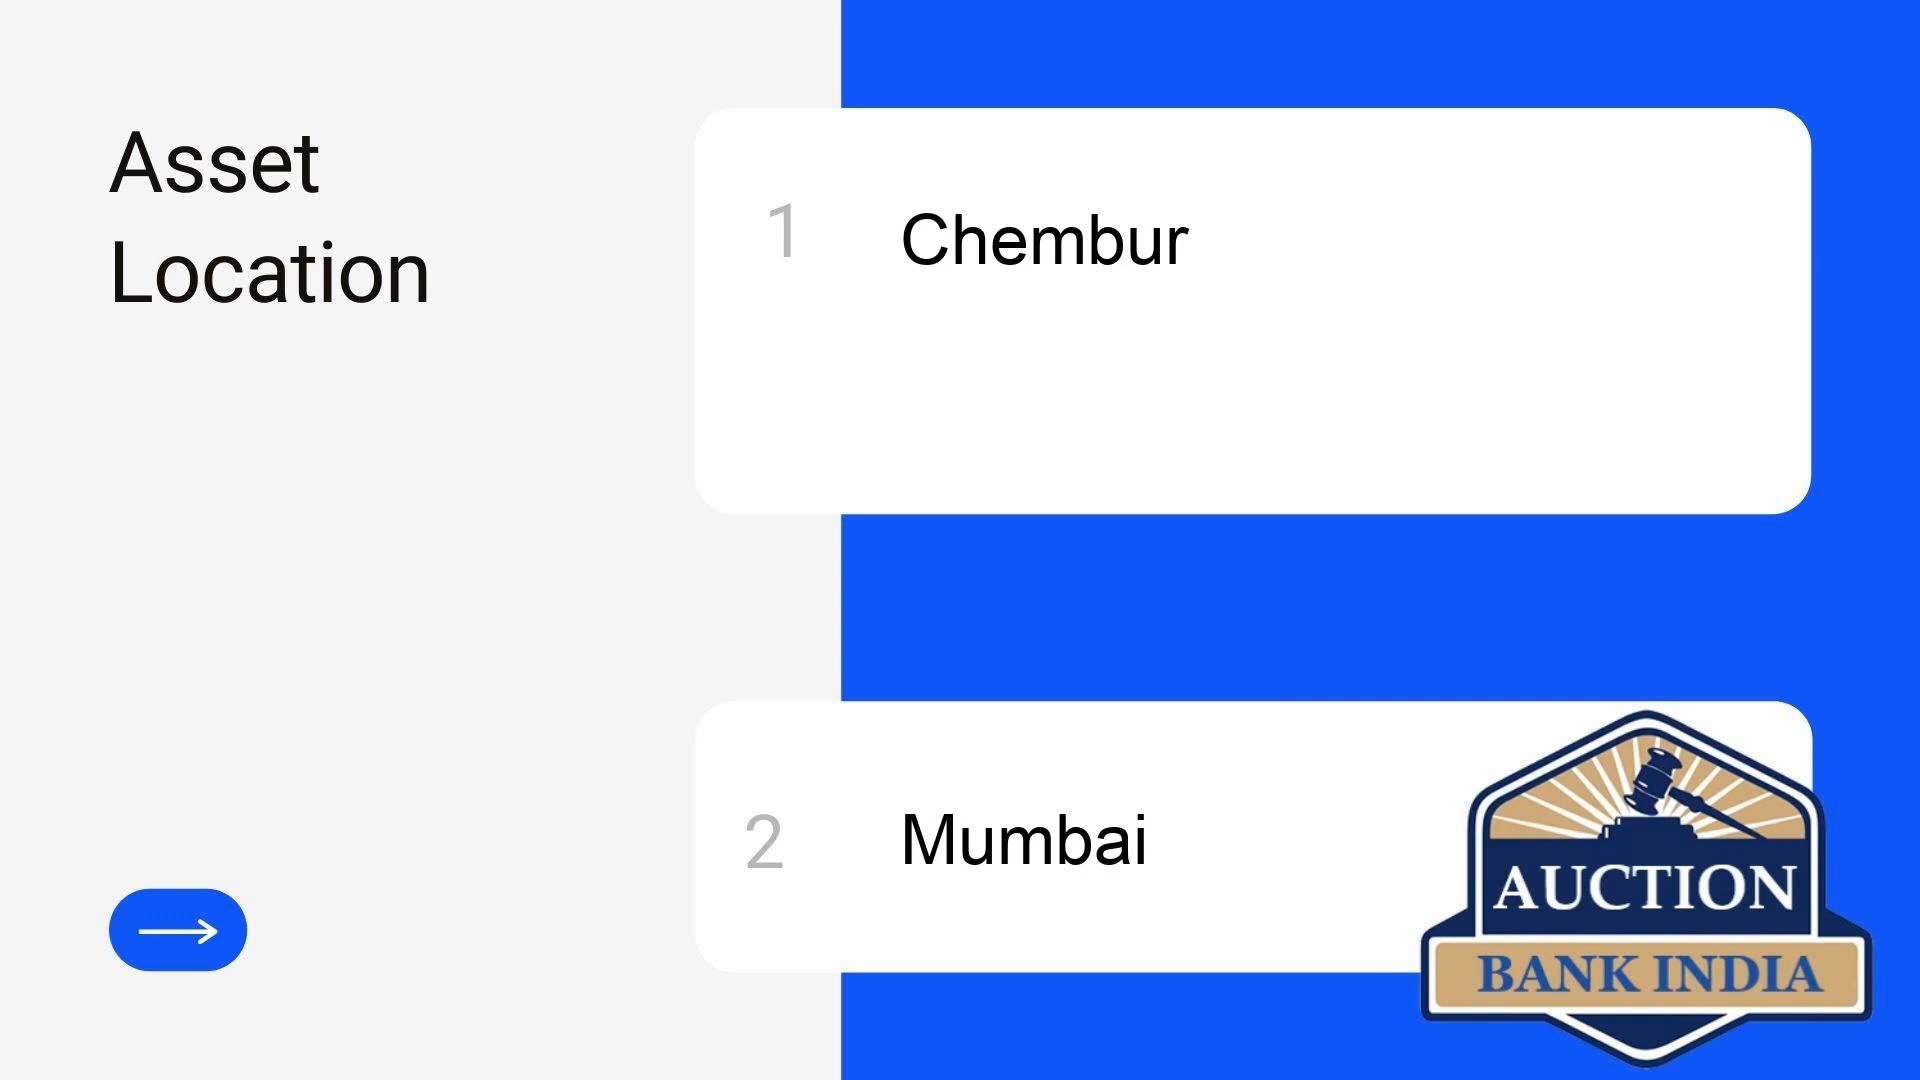 Asset
Location
1
Chembur
2
Mumbai
AUCTION
BANK INDIA